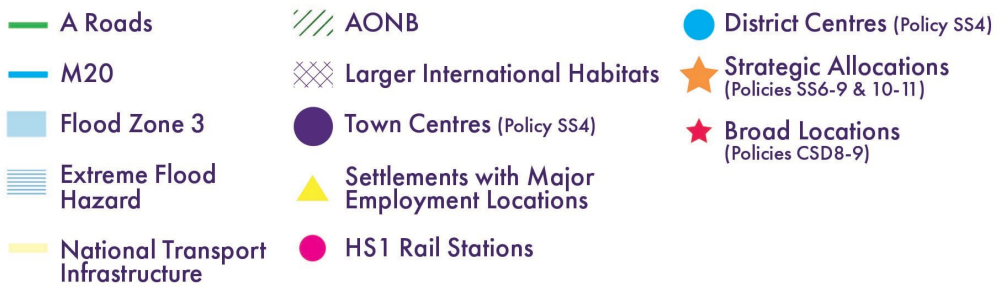 A Roads
M20
Flood Zone 3
Extreme Flood
Hazard
National Transport
Infrastructure
AONB
Larger International Habitats
Town Centres (Policy SS4)
Settlements with Major
Employment Locations
HS1 Rail Stations
District Centres (Policy SS4)
Strategic Allocations
(Policies SS6-9 & 10-11)
Broad Locations
(Policies CSD8-9)